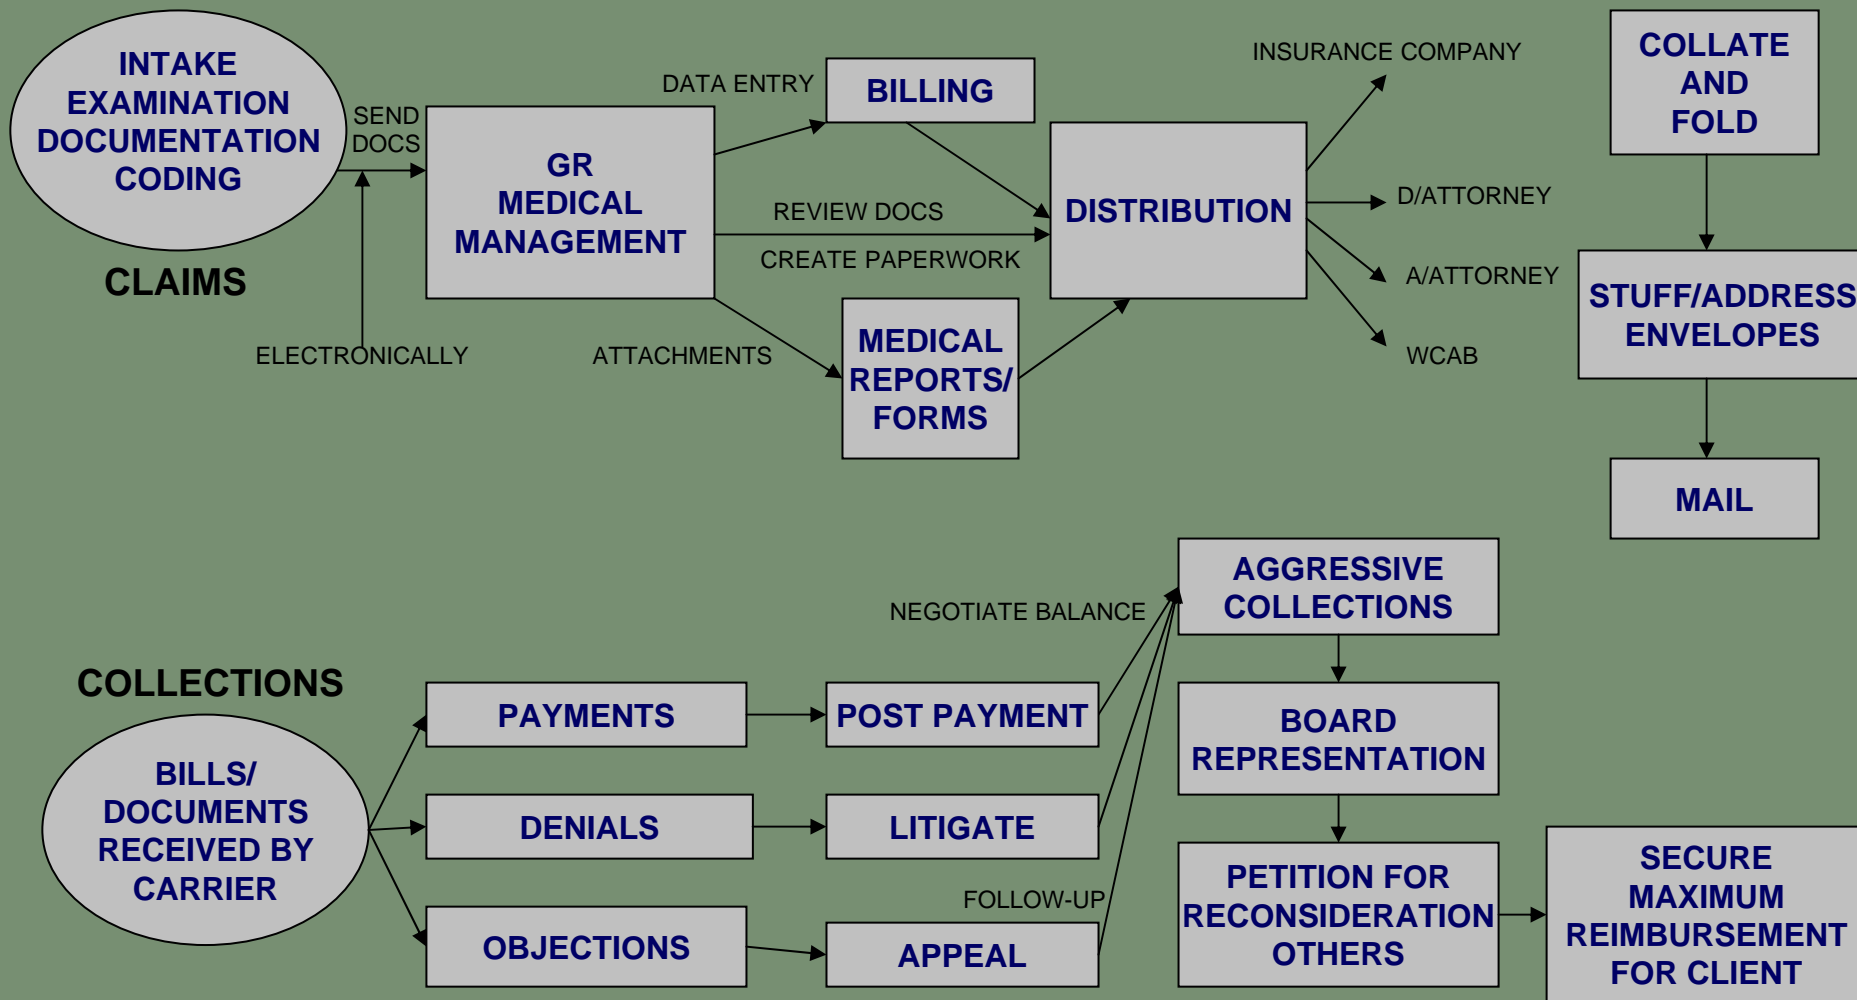 INTAKE
EXAMINATION
DOCUMENTATION
CODING
CLAIMS
SEND
DOCS
ELECTRONICALLY
GR
MEDICAL
MANAGEMENT
DATA ENTRY
BILLING
REVIEW DOCS
CREATE PAPERWORK
ATTACHMENTS
MEDICAL
REPORTS/
FORMS
DISTRIBUTION
INSURANCE COMPANY
D/ATTORNEY
A/ATTORNEY
WCAB
COLLATE
AND
FOLD
STUFF/ADDRESS
ENVELOPES
MAIL
COLLECTIONS
BILLS/
DOCUMENTS
RECEIVED BY
CARRIER
PAYMENTS
POST PAYMENT
DENIALS
LITIGATE
OBJECTIONS
APPEAL
NEGOTIATE BALANCE
FOLLOW-UP
AGGRESSIVE
COLLECTIONS
BOARD
REPRESENTATION
PETITION FOR
RECONSIDERATION
OTHERS
SECURE
MAXIMUM
REIMBURSEMENT
FOR CLIENT